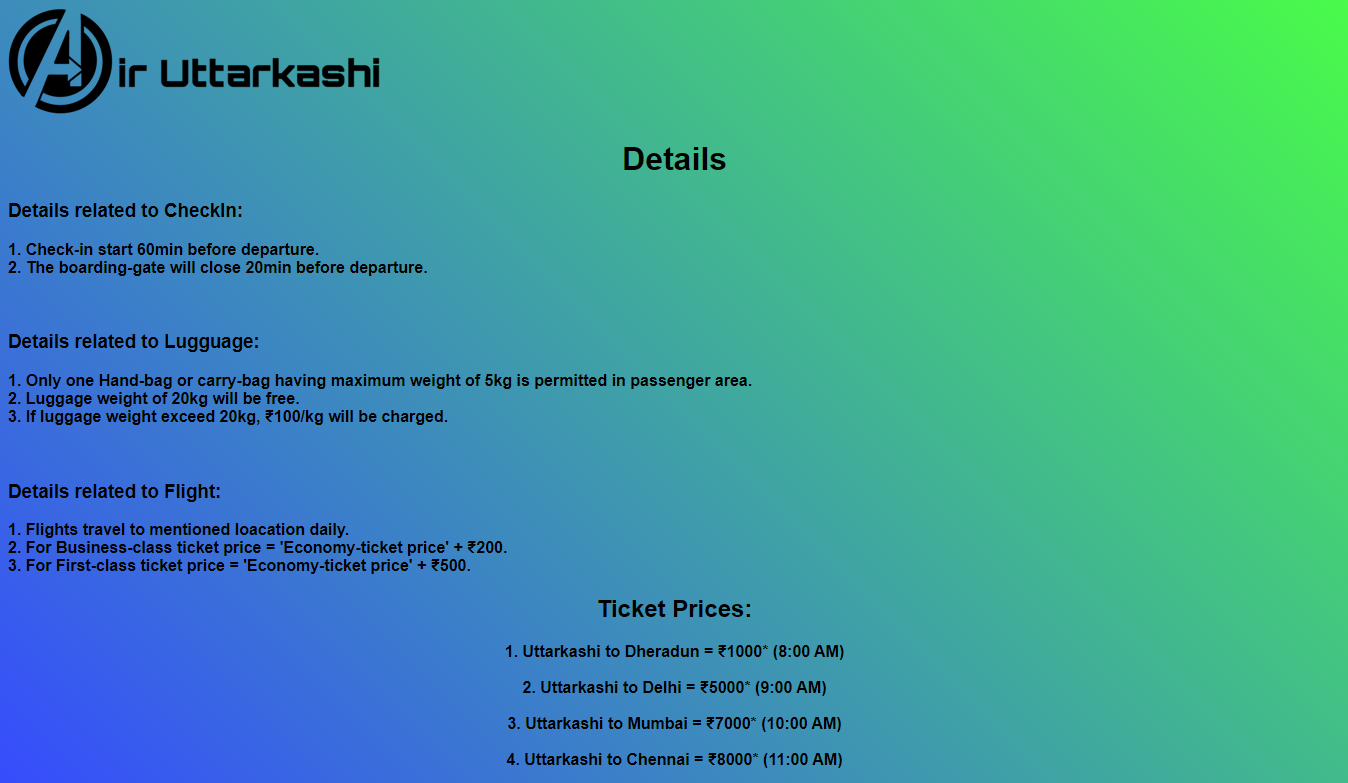 Air Uttarkashi
Details
Details related to CheckIn:
1. Check-in start 60min before departure.
2. The boarding-gate will close 20min before departure.
Details related to Lugguage:
1. Only one Hand-bag or carry-bag having maximum weight of 5kg is permitted in passenger area.
2. Luggage weight of 20kg will be free.
3. If luggage weight exceed 20kg, ₹100/kg will be charged.
Details related to Flight:
1. Flights travel to mentioned loacation daily.
2. For Business-class ticket price = 'Economy-ticket price' + ₹200.
3. For First-class ticket price = 'Economy-ticket price' + ₹500.
Ticket Prices:
1. Uttarkashi to Dheradun = ₹1000* (8:00 AM)
2. Uttarkashi to Delhi = ₹5000* (9:00 AM)
3. Uttarkashi to Mumbai = ₹7000* (10:00 AM)
4. Uttarkashi to Chennai = ₹8000* (11:00 AM)